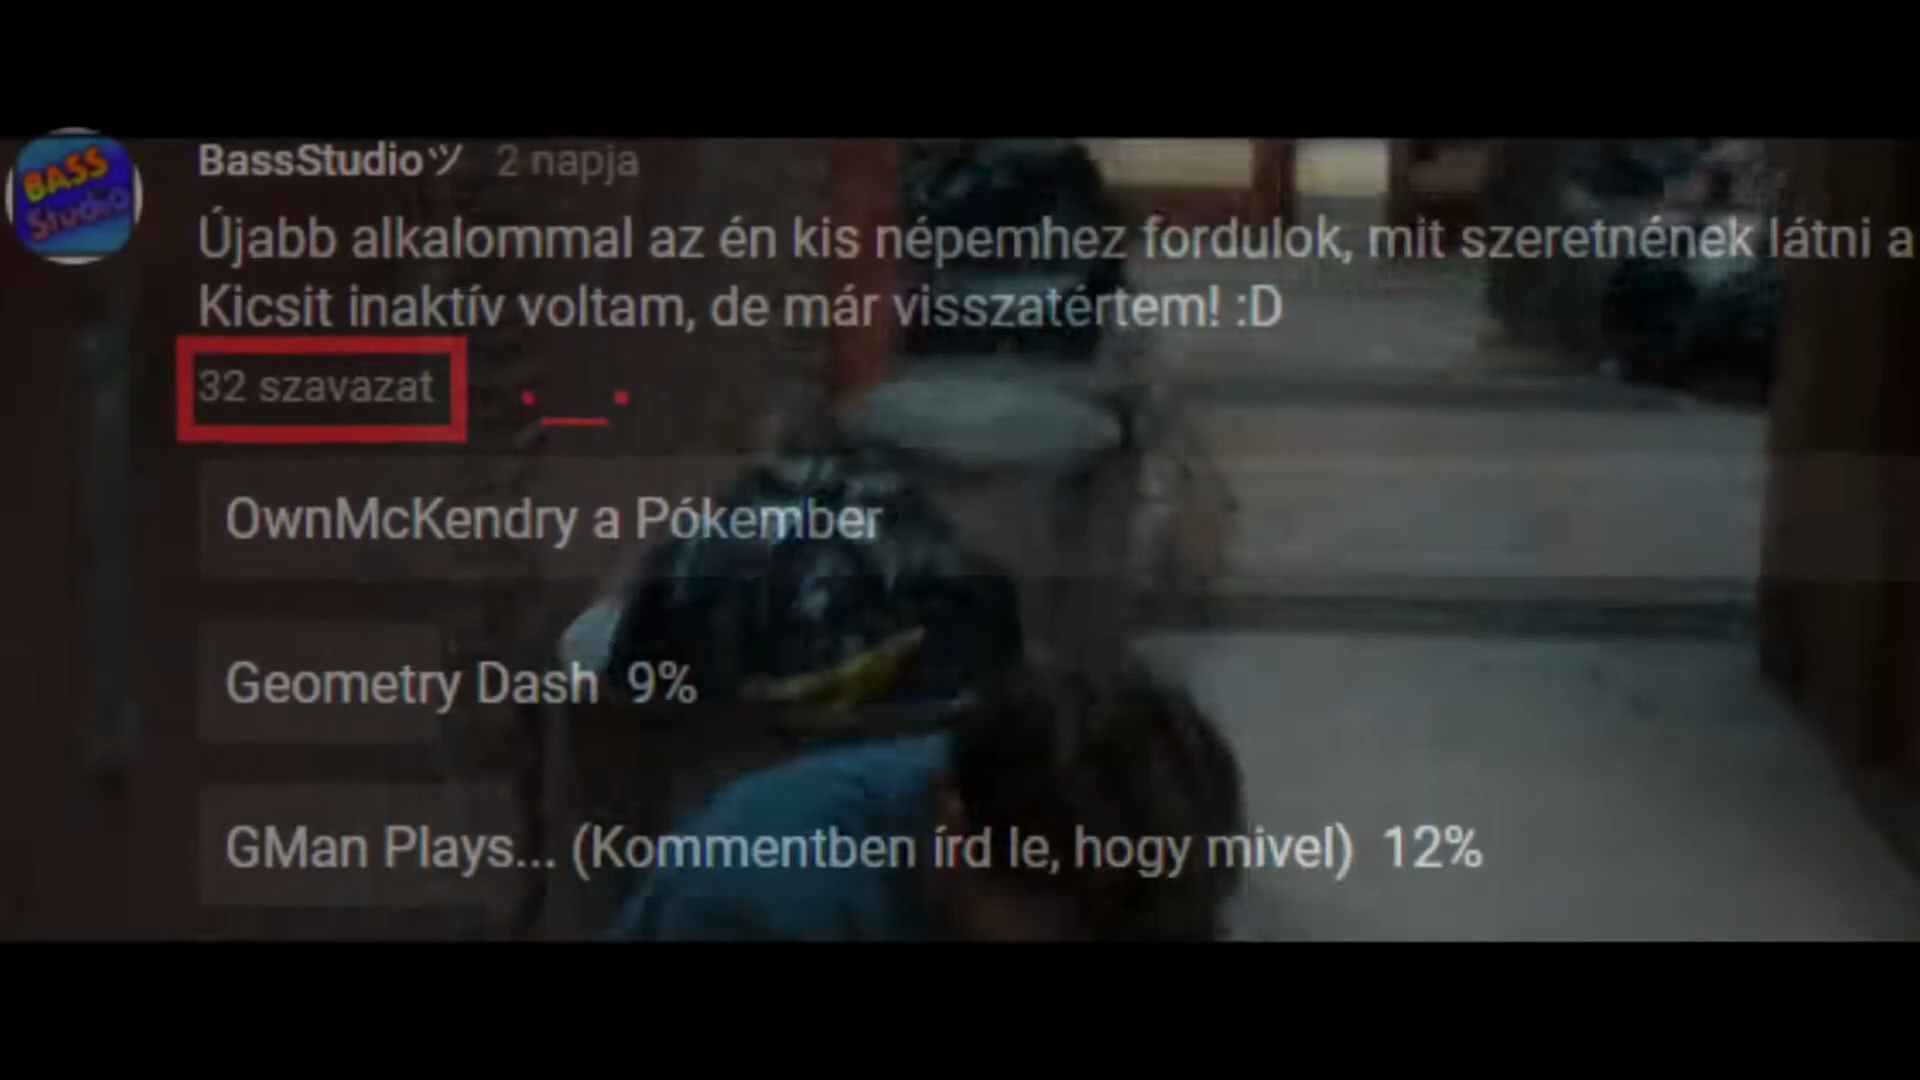 BASS
Studio
BassStudioツ 2 napja
Újabb alkalommal az én kis népemhez fordulok, mit szeretnének látni a
Kicsit inaktív voltam, de már visszatértem! :D
32 szavazat .__.
OwnMcKendry a Pókember
Geometry Dash 9%
GMan Plays... (Kommentben írd le, hogy mivel) 12%